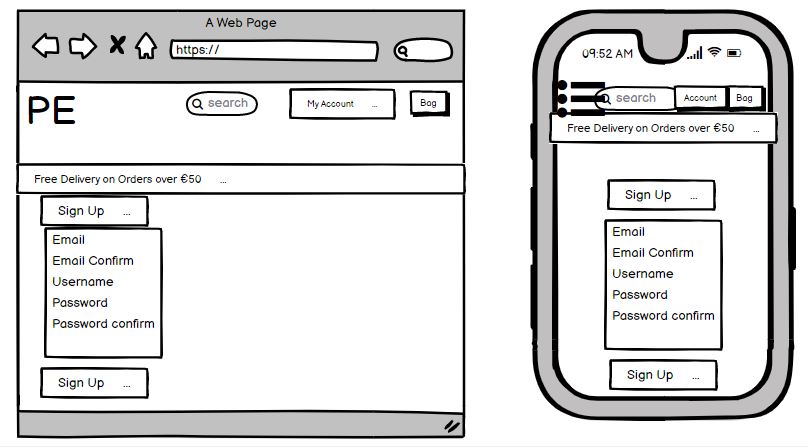 A Web Page
https://
PE
search
My Account ...
Bag
Free Delivery on Orders over €50 ...
Sign Up ...
Email
Email Confirm
Username
Password
Password confirm
Sign Up ...
09:52 AM
search
Account
Bag
Free Delivery on Orders over €50 ...
Sign Up ...
Email
Email Confirm
Username
Password
Password confirm
Sign Up ...